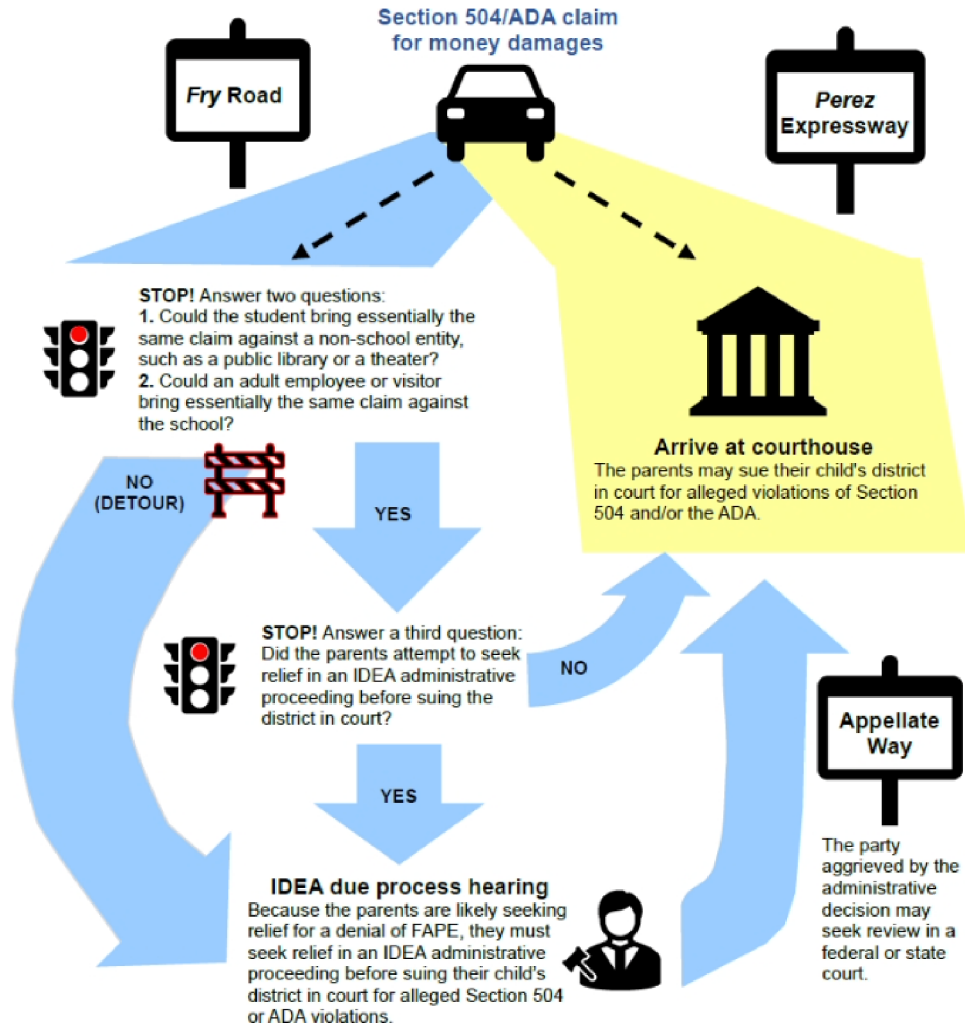 Section 504/ADA claim
for money damages
Fry Road
Perez
Expressway
STOP! Answer two questions:
1. Could the student bring essentially the
same claim against a non-school entity,
such as a public library or a theater?
2. Could an adult employee or visitor
bring essentially the same claim against
the school?
Arrive at courthouse
The parents may sue their child's district
in court for alleged violations of Section
504 and/or the ADA.
NO
(DETOUR)
YES
STOP! Answer a third question:
Did the parents attempt to seek
relief in an IDEA administrative
proceeding before suing the
district in court?
NO
YES
Appellate
Way
The party
aggrieved by the
administrative
decision may
seek review in a
federal or state
court.
IDEA due process hearing
Because the parents are likely seeking
relief for a denial of FAPE, they must
seek relief in an IDEA administrative
proceeding before suing their child's
district in court for alleged Section 504
or ADA violations.